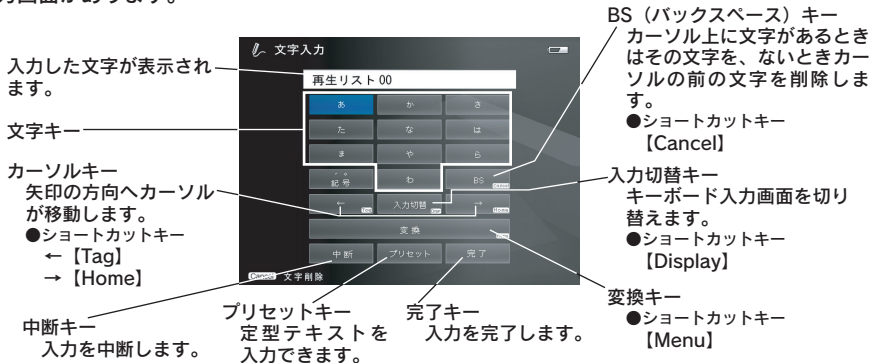 BS（バックスペース）キー
カーソル上に文字があるとき
はその文字を、ないときカー
ソルの前の文字を削除しま
す。
●ショートカットキー
【Cancel】
入力した文字が表示され
ます。
文字キー
カーソルキー
矢印の方向へカーソル
が移動します。
●ショートカットキー
←【Tag】
→【Home】
文字入力
再生リスト 00
あ か さ
た な は
ま や ら
記号 わ BS Cancel
← Tag 入力切替 → Home
変換
中断 プリセット 完了
Cancel 文字削除
入力切替キー
キーボード入力画面を切り
替えます。
●ショートカットキー
【Display】
変換キー
●ショートカットキー
【Menu】
中断キー
入力を中断します。
プリセットキー
定型テキストを
入力できます。
完了キー
入力を完了します。